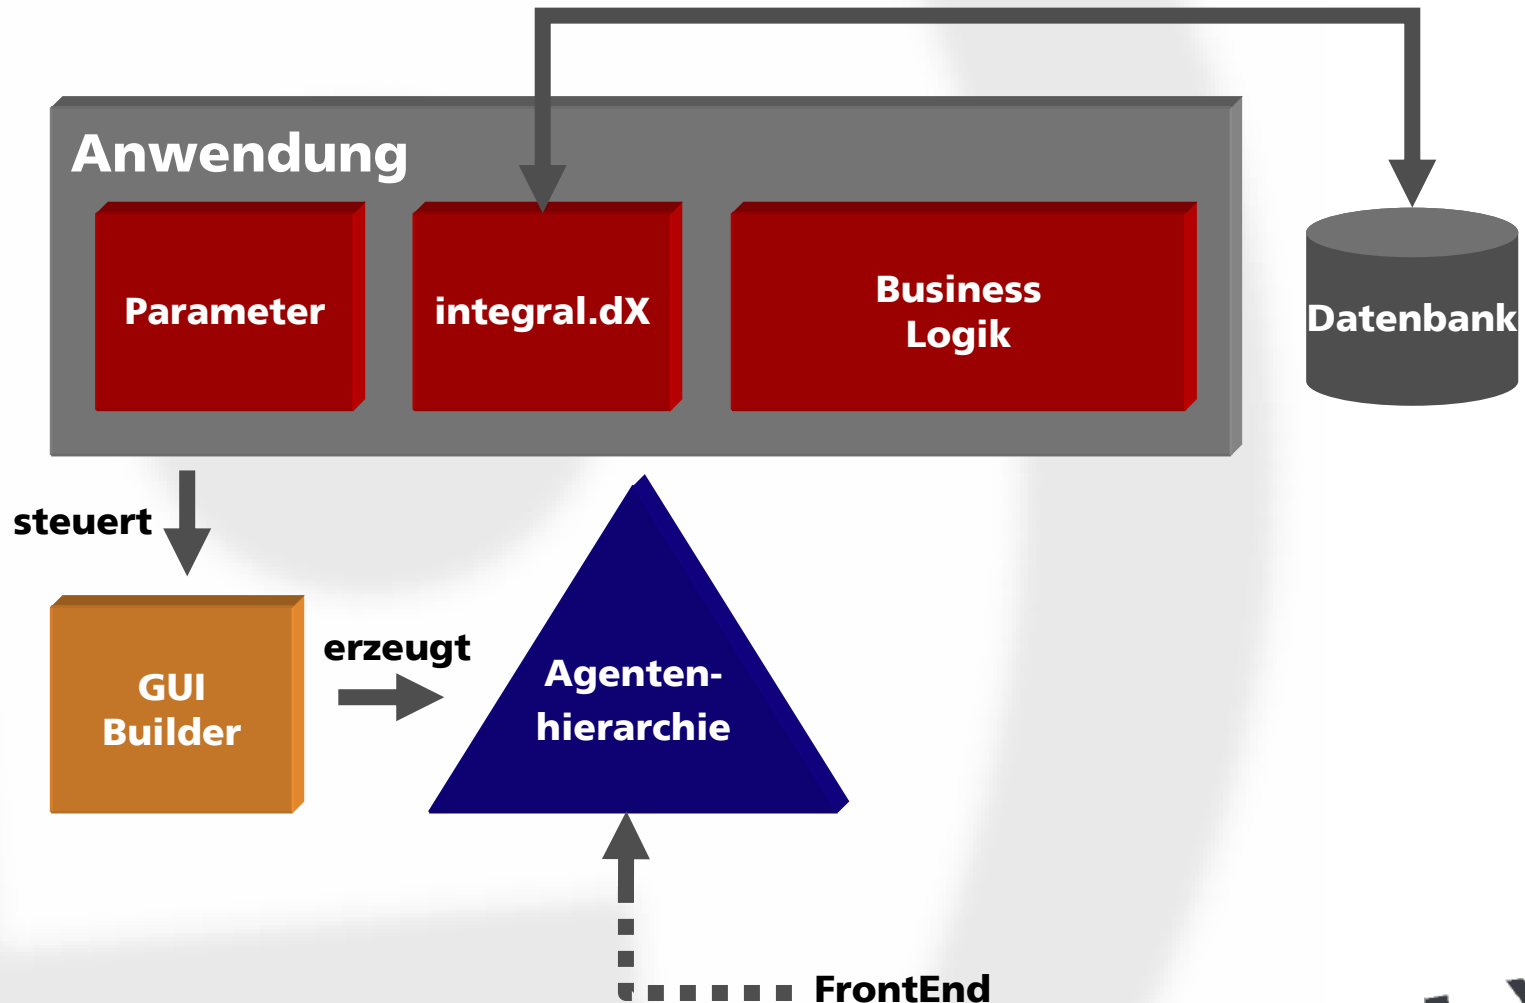 Anwendung
Parameter
integral.dX
Business
Logik
Datenbank
steuert
erzeugt
GUI
Builder
Agenten-
hierarchie
FrontEnd